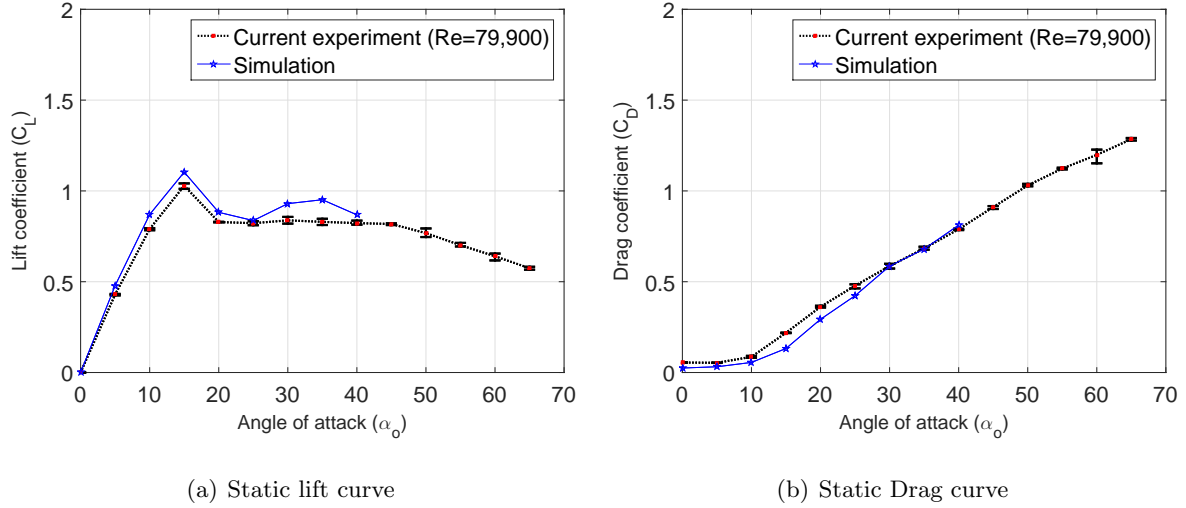 Current experiment (Re=79,900)
Simulation
2
1.5
1
0.5
0
Lift coefficient (C_L)
0 10 20 30 40 50 60 70
Angle of attack (α_o)
(a) Static lift curve
Current experiment (Re=79,900)
Simulation
2
1.5
1
0.5
0
Drag coefficient (C_D)
0 10 20 30 40 50 60 70
Angle of attack (α_o)
(b) Static Drag curve